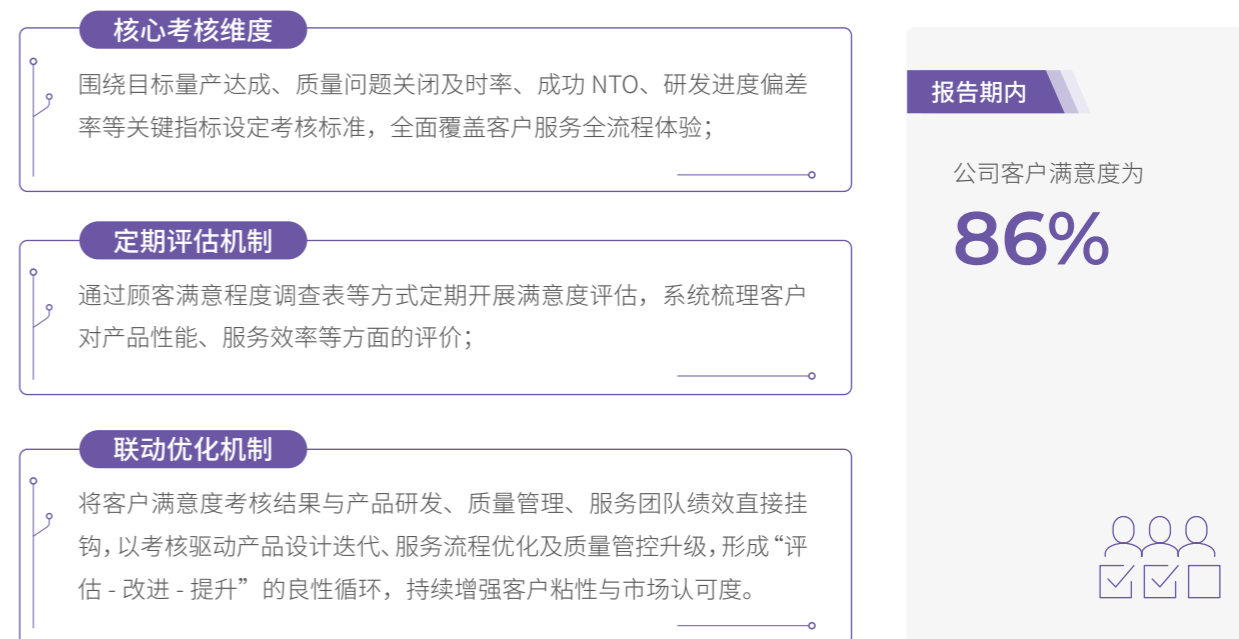 核心考核维度
围绕目标量产达成、质量问题关闭及时率、成功 NTO、研发进度偏差
率等关键指标设定考核标准，全面覆盖客户服务全流程体验；
定期评估机制
通过顾客满意程度调查表等方式定期开展满意度评估，系统梳理客户
对产品性能、服务效率等方面的评价；
联动优化机制
将客户满意度考核结果与产品研发、质量管理、服务团队绩效直接挂
钩，以考核驱动产品设计迭代、服务流程优化及质量管控升级，形成“评
估 - 改进 - 提升”的良性循环，持续增强客户粘性与市场认可度。
报告期内
公司客户满意度为
86%